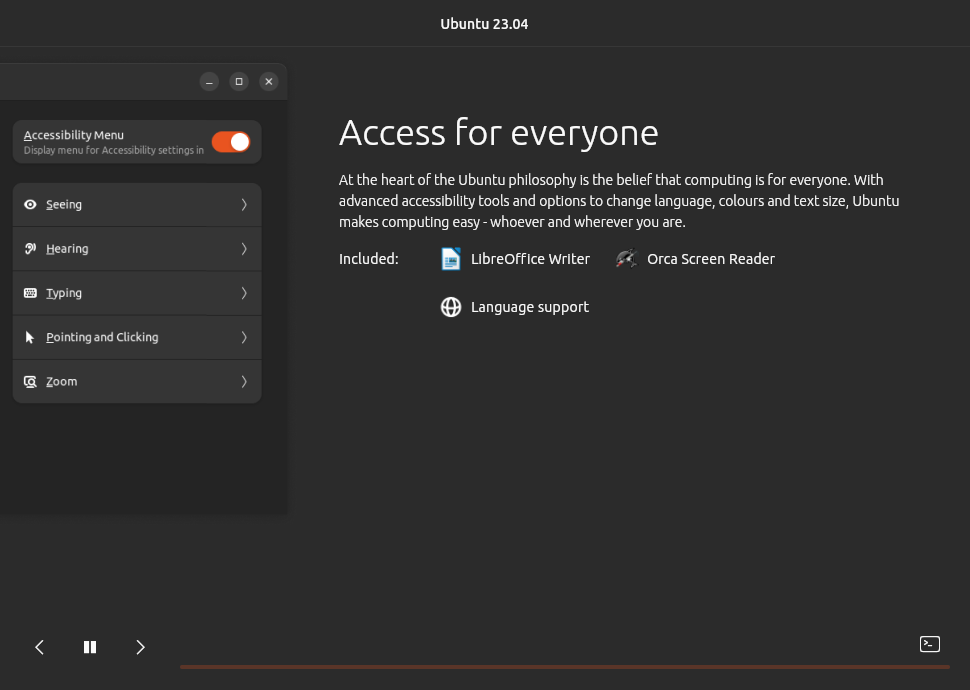 Ubuntu 23.04
Accessibility Menu
Display menu for Accessibility settings in
Seeing
Hearing
Typing
Pointing and Clicking
Zoom
Access for everyone
At the heart of the Ubuntu philosophy is the belief that computing is for everyone. With
advanced accessibility tools and options to change language, colours and text size, Ubuntu
makes computing easy - whoever and wherever you are.
Included: LibreOffice Writer Orca Screen Reader
Language support